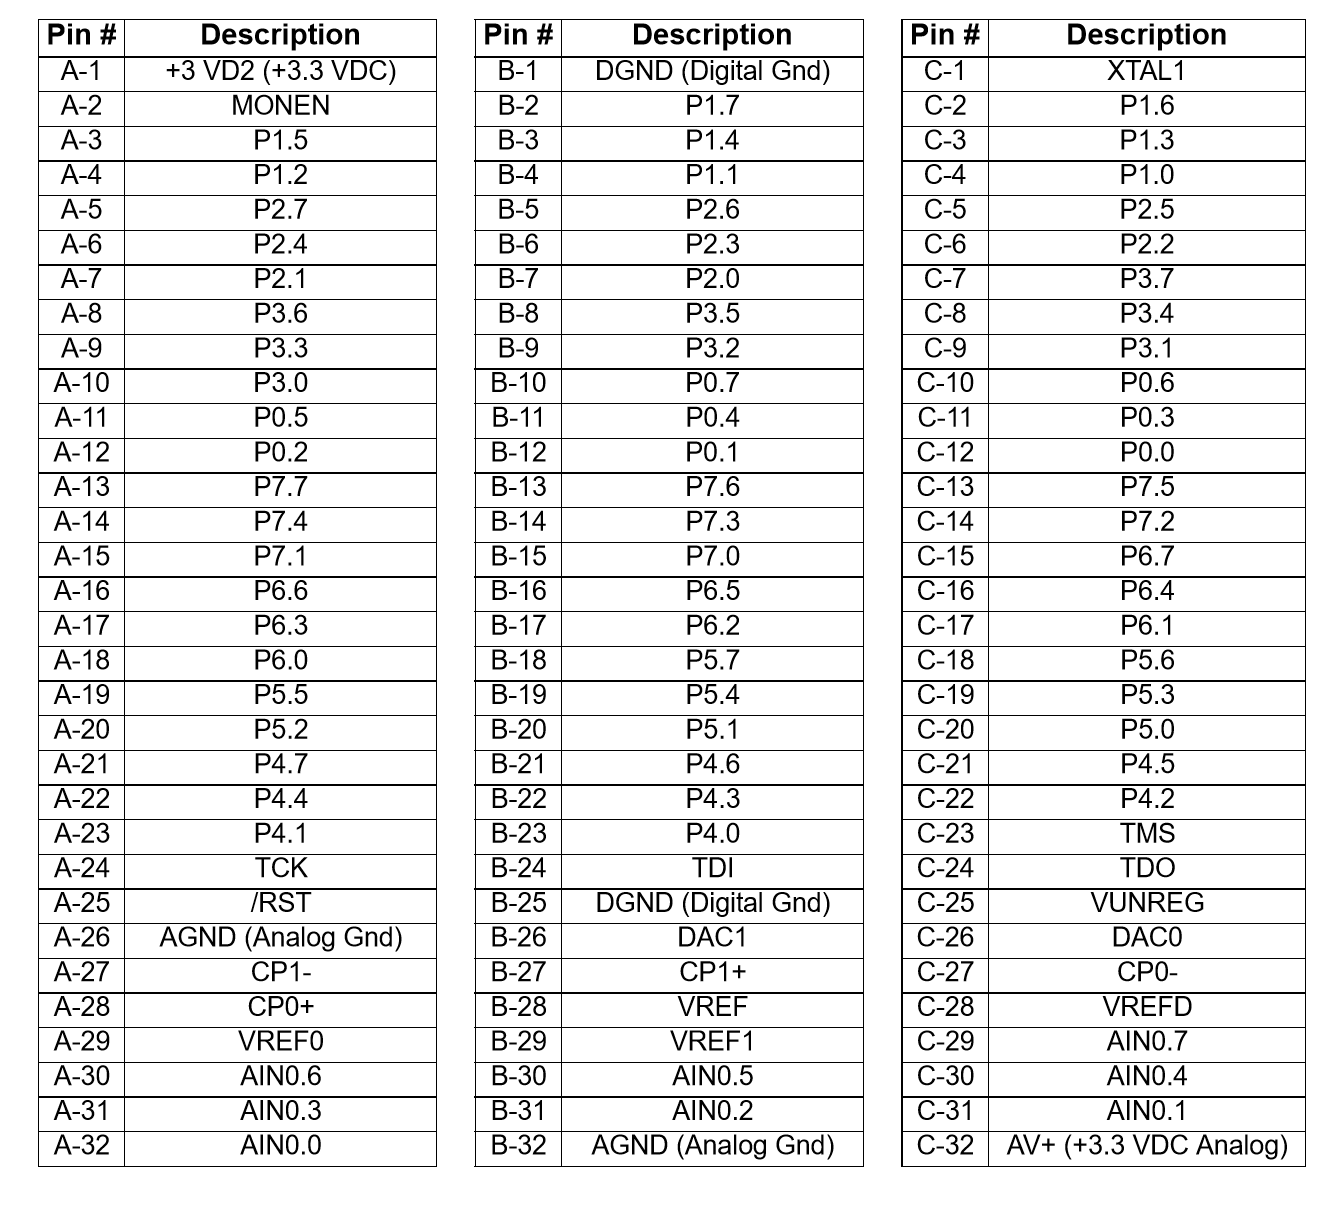 Pin # Description Pin # Description Pin # Description
A-1 +3 VD2 (+3.3 VDC) B-1 DGND (Digital Gnd) C-1 XTAL1
A-2 MONEN B-2 P1.7 C-2 P1.6
A-3 P1.5 B-3 P1.4 C-3 P1.3
A-4 P1.2 B-4 P1.1 C-4 P1.0
A-5 P2.7 B-5 P2.6 C-5 P2.5
A-6 P2.4 B-6 P2.3 C-6 P2.2
A-7 P2.1 B-7 P2.0 C-7 P3.7
A-8 P3.6 B-8 P3.5 C-8 P3.4
A-9 P3.3 B-9 P3.2 C-9 P3.1
A-10 P3.0 B-10 P0.7 C-10 P0.6
A-11 P0.5 B-11 P0.4 C-11 P0.3
A-12 P0.2 B-12 P0.1 C-12 P0.0
A-13 P7.7 B-13 P7.6 C-13 P7.5
A-14 P7.4 B-14 P7.3 C-14 P7.2
A-15 P7.1 B-15 P7.0 C-15 P6.7
A-16 P6.6 B-16 P6.5 C-16 P6.4
A-17 P6.3 B-17 P6.2 C-17 P6.1
A-18 P6.0 B-18 P5.7 C-18 P5.6
A-19 P5.5 B-19 P5.4 C-19 P5.3
A-20 P5.2 B-20 P5.1 C-20 P5.0
A-21 P4.7 B-21 P4.6 C-21 P4.5
A-22 P4.4 B-22 P4.3 C-22 P4.2
A-23 P4.1 B-23 P4.0 C-23 TMS
A-24 TCK B-24 TDI C-24 TDO
A-25 /RST B-25 DGND (Digital Gnd) C-25 VUNREG
A-26 AGND (Analog Gnd) B-26 DAC1 C-26 DAC0
A-27 CP1- B-27 CP1+ C-27 CP0-
A-28 CP0+ B-28 VREF C-28 VREFD
A-29 VREF0 B-29 VREF1 C-29 AIN0.7
A-30 AIN0.6 B-30 AIN0.5 C-30 AIN0.4
A-31 AIN0.3 B-31 AIN0.2 C-31 AIN0.1
A-32 AIN0.0 B-32 AGND (Analog Gnd) C-32 AV+ (+3.3 VDC Analog)